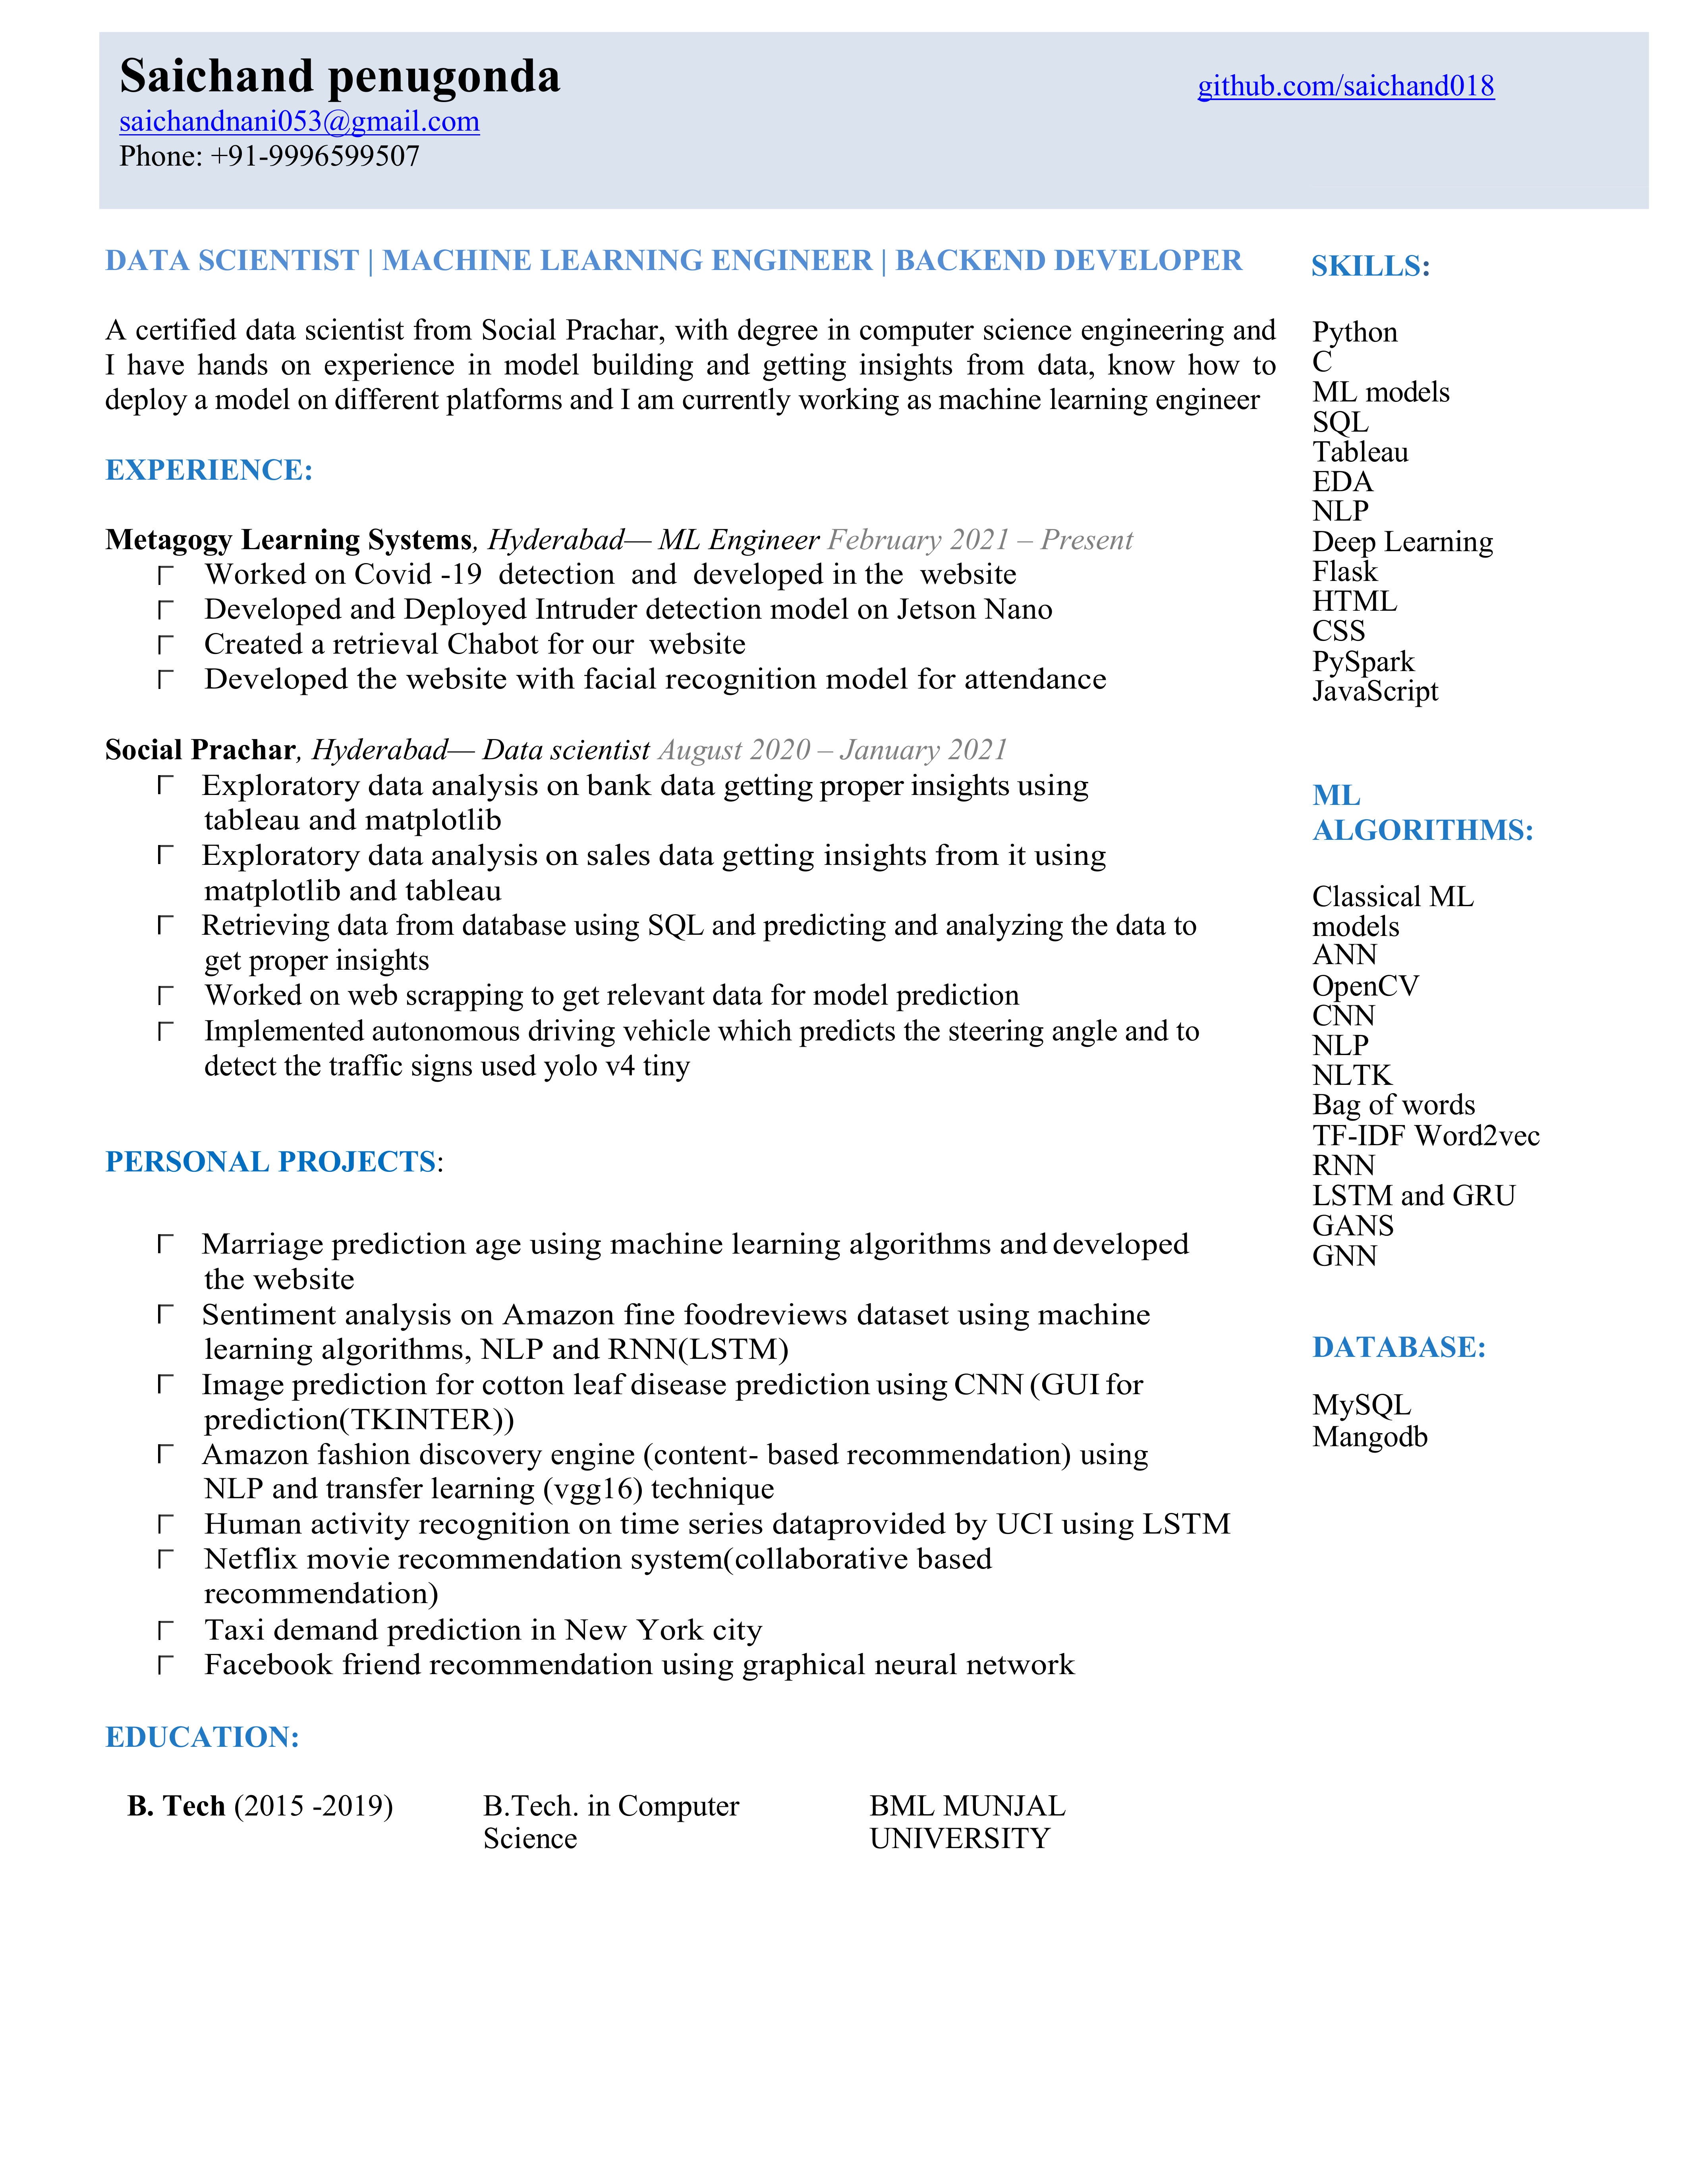 Saichand penugonda
github.com/saichand018
saichandnani053@gmail.com
Phone: +91-9996599507
DATA SCIENTIST | MACHINE LEARNING ENGINEER | BACKEND DEVELOPER
A certified data scientist from Social Prachar, with degree in computer science engineering and
I have hands on experience in model building and getting insights from data, know how to
deploy a model on different platforms and I am currently working as machine learning engineer
EXPERIENCE:
Metagogy Learning Systems, Hyderabad— ML Engineer February 2021 – Present
Worked on Covid -19 detection and developed in the website
Developed and Deployed Intruder detection model on Jetson Nano
Created a retrieval Chabot for our website
Developed the website with facial recognition model for attendance
Social Prachar, Hyderabad— Data scientist August 2020 – January 2021
Exploratory data analysis on bank data getting proper insights using
tableau and matplotlib
Exploratory data analysis on sales data getting insights from it using
matplotlib and tableau
Retrieving data from database using SQL and predicting and analyzing the data to
get proper insights
Worked on web scrapping to get relevant data for model prediction
Implemented autonomous driving vehicle which predicts the steering angle and to
detect the traffic signs used yolo v4 tiny
PERSONAL PROJECTS:
Marriage prediction age using machine learning algorithms and developed
the website
Sentiment analysis on Amazon fine foodreviews dataset using machine
learning algorithms, NLP and RNN(LSTM)
Image prediction for cotton leaf disease prediction using CNN (GUI for
prediction(TKINTER))
Amazon fashion discovery engine (content- based recommendation) using
NLP and transfer learning (vgg16) technique
Human activity recognition on time series dataprovided by UCI using LSTM
Netflix movie recommendation system(collaborative based
recommendation)
Taxi demand prediction in New York city
Facebook friend recommendation using graphical neural network
EDUCATION:
B. Tech (2015 -2019)
B.Tech. in Computer
Science
BML MUNJAL
UNIVERSITY
SKILLS:
Python
C
ML models
SQL
Tableau
EDA
NLP
Deep Learning
Flask
HTML
CSS
PySpark
JavaScript
ML
ALGORITHMS:
Classical ML
models
ANN
OpenCV
CNN
NLP
NLTK
Bag of words
TF-IDF Word2vec
RNN
LSTM and GRU
GANS
GNN
DATABASE:
MySQL
Mangodb